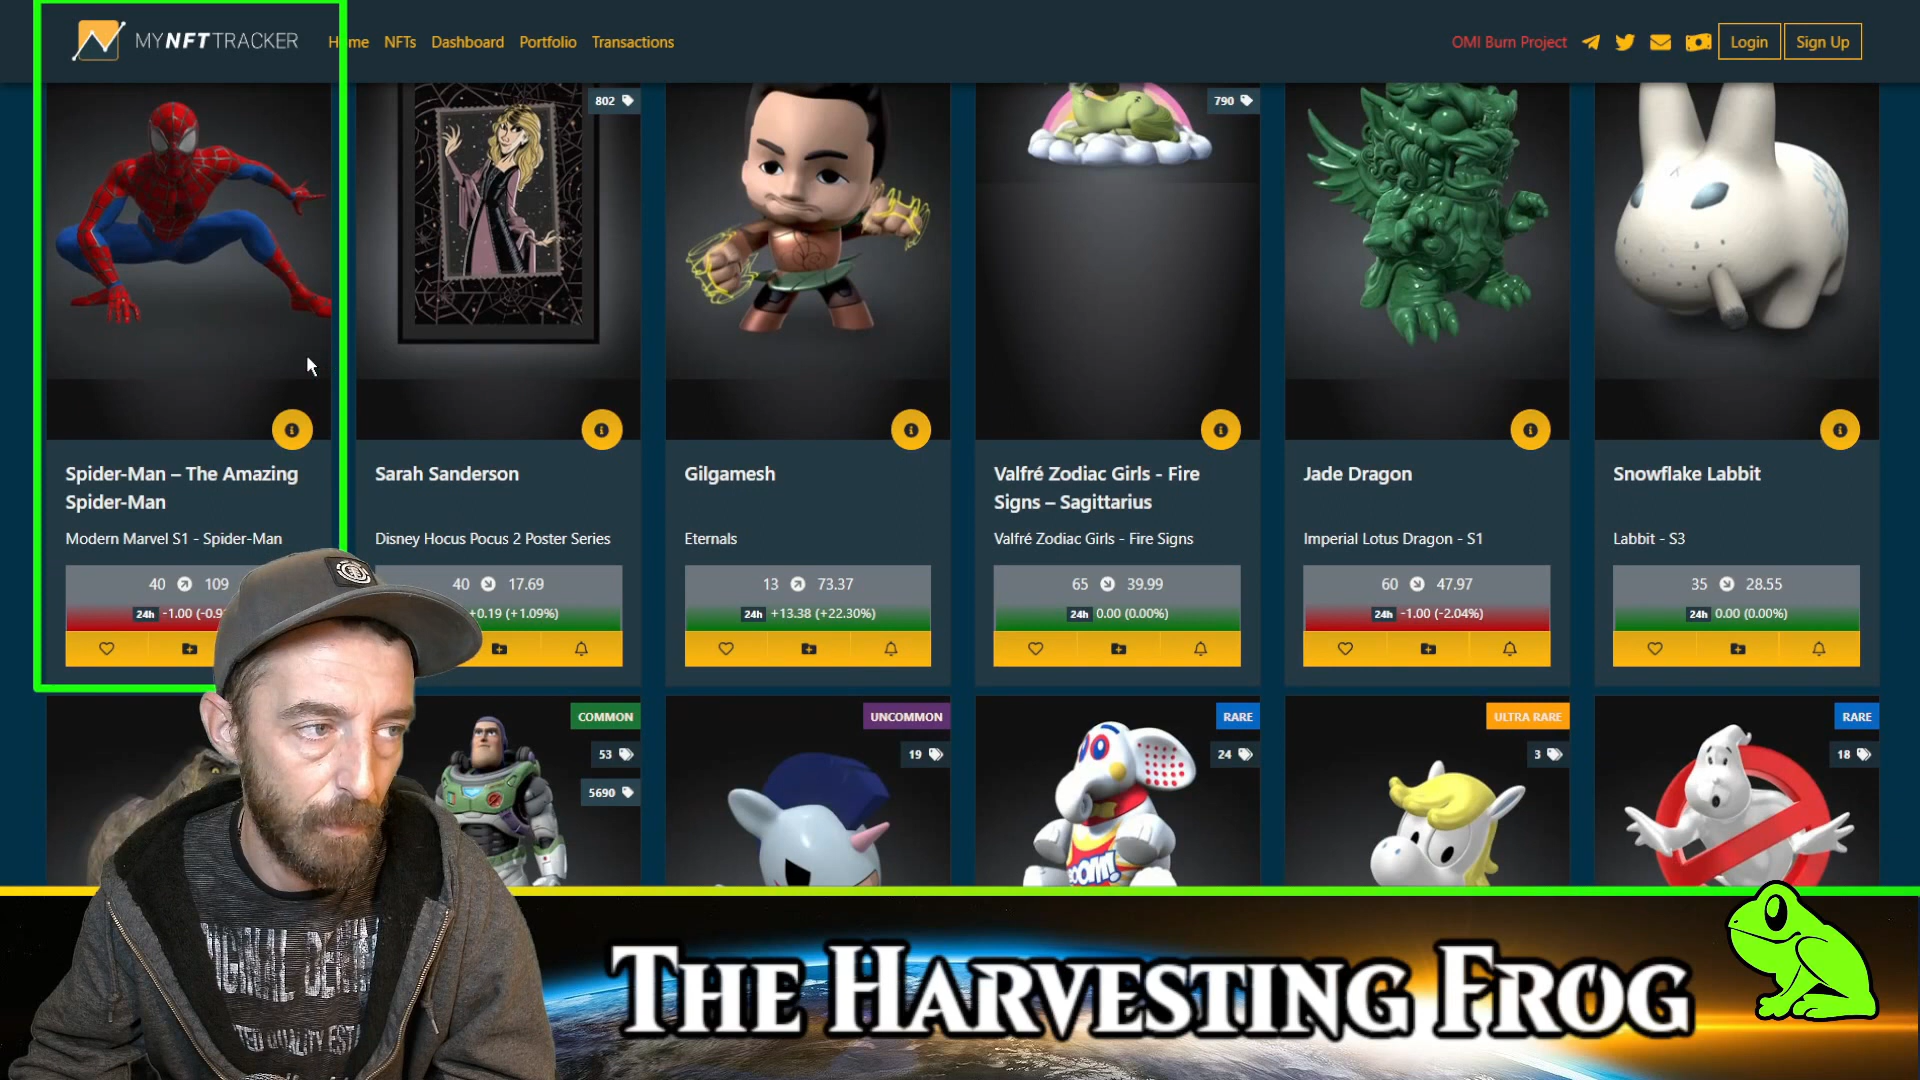 MYNFTTRACKER
Home NFTs Dashboard Portfolio Transactions
OMI Burn Project
Login
Sign Up
802
790
Spider-Man – The Amazing
Spider-Man
Modern Marvel S1 - Spider-Man
40 109
24h -1.00
Sarah Sanderson
Disney Hocus Pocus 2 Poster Series
40 17.69
+0.19 (+1.09%)
Gilgamesh
Eternals
13 73.37
24h +13.38 (+22.30%)
Valfré Zodiac Girls - Fire
Signs – Sagittarius
Valfré Zodiac Girls - Fire Signs
65 39.99
24h 0.00 (0.00%)
Jade Dragon
Imperial Lotus Dragon - S1
60 47.97
24h -1.00 (-2.04%)
Snowflake Labbit
Labbit - S3
35 28.55
24h 0.00 (0.00%)
COMMON
53
5690
UNCOMMON
19
RARE
24
BOOM!
ULTRA RARE
3
RARE
18
THE HARVESTING FROG